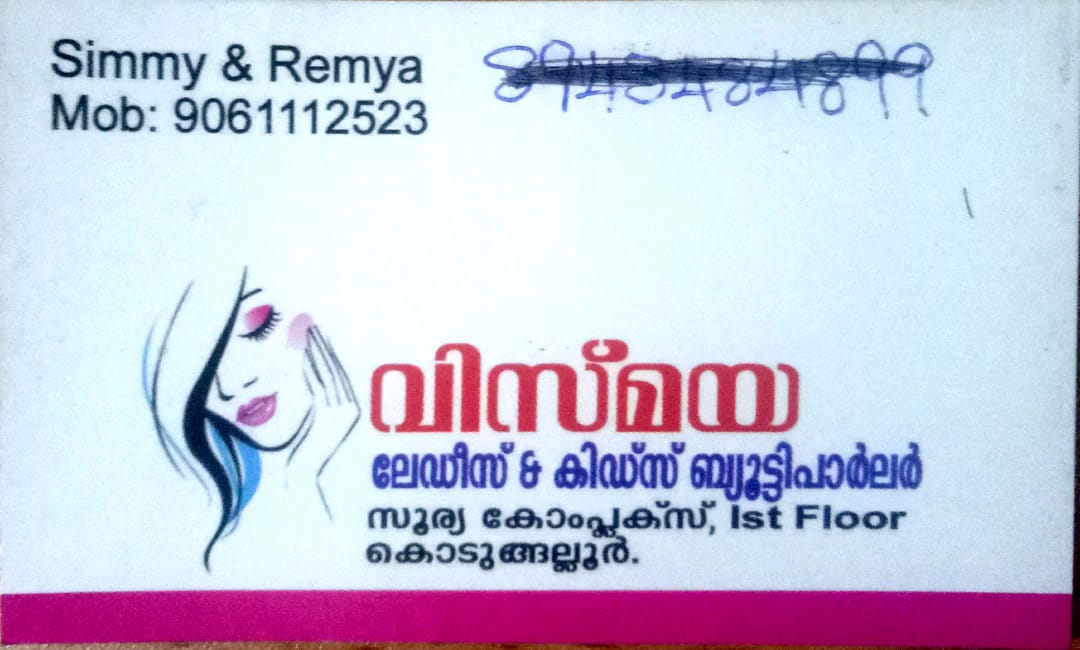 Simmy & Remya
Mob: 9061112523
വിസ്മയ
ലേഡീസ് & കിഡ്സ് ബ്യൂട്ടിപാർലർ
സൂര്യ കോംപ്ലക്സ്, Ist Floor
കൊടുങ്ങല്ലൂർ.